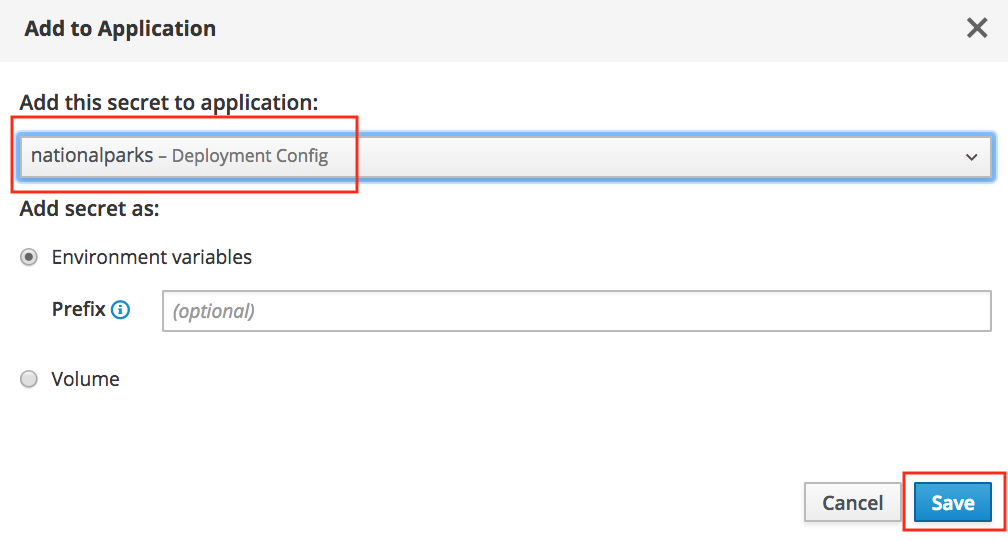 Add to Application
Add this secret to application:
nationalparks – Deployment Config
Add secret as:
Environment variables
Prefix (optional)
Volume
Cancel Save